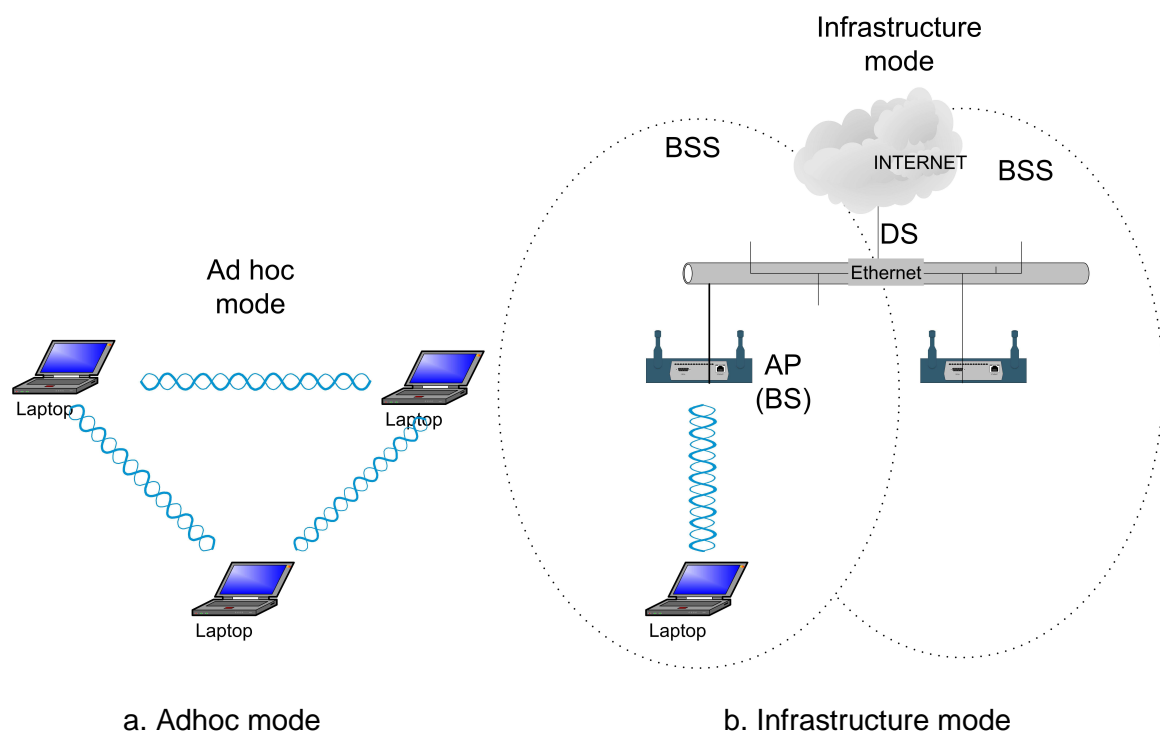 Ad hoc
mode
Laptop
Laptop
Laptop
a. Adhoc mode
Infrastructure
mode
BSS
INTERNET
BSS
DS
Ethernet
AP
(BS)
Laptop
b. Infrastructure mode